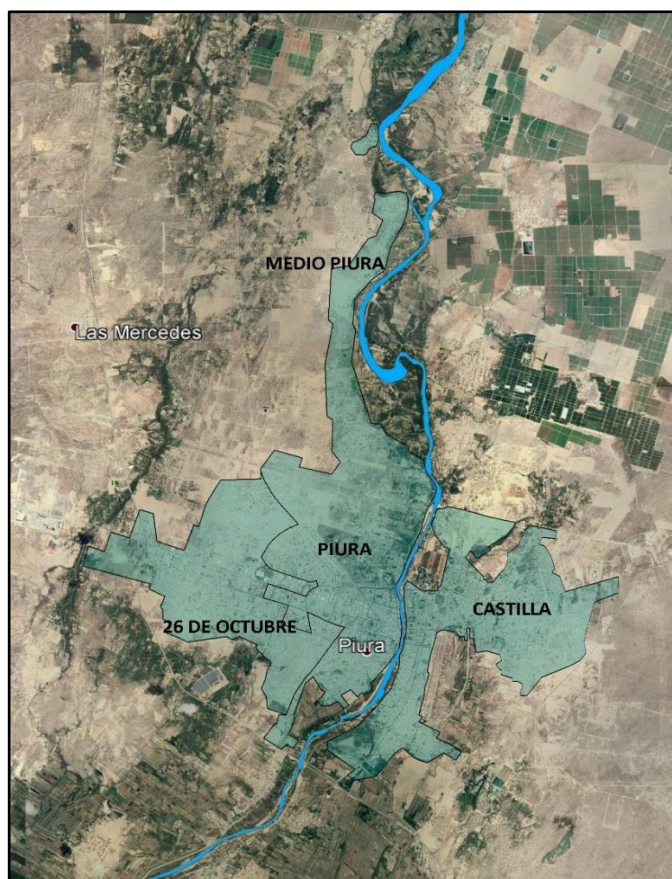 MEDIO PIURA
Las Mercedes
PIURA
CASTILLA
26 DE OCTUBRE
Piura